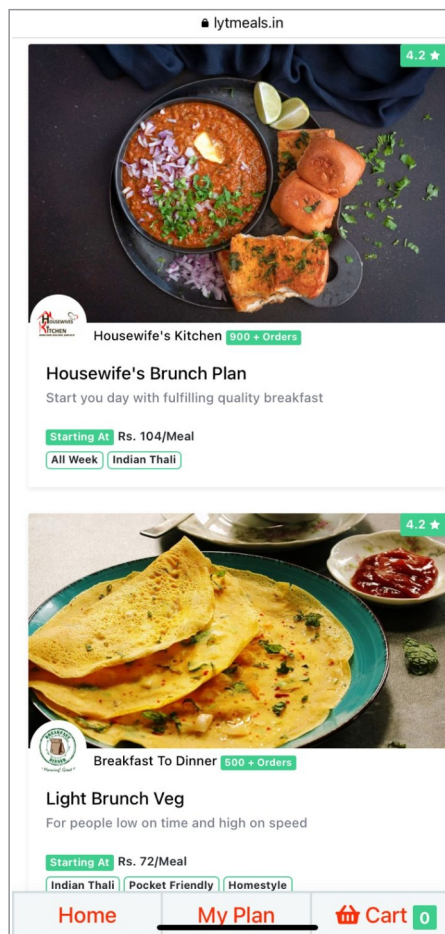 lytmeals.in
4.2 ★
HOUSEWIVES
KITCHEN
Housewife's Kitchen 900 + Orders
Housewife's Brunch Plan
Start you day with fulfilling quality breakfast
Starting At Rs. 104/Meal
All Week Indian Thali
4.2 ★
Breakfast To Dinner 500 + Orders
Light Brunch Veg
For people low on time and high on speed
Starting At Rs. 72/Meal
Indian Thali Pocket Friendly Homestyle
Home My Plan Cart 0